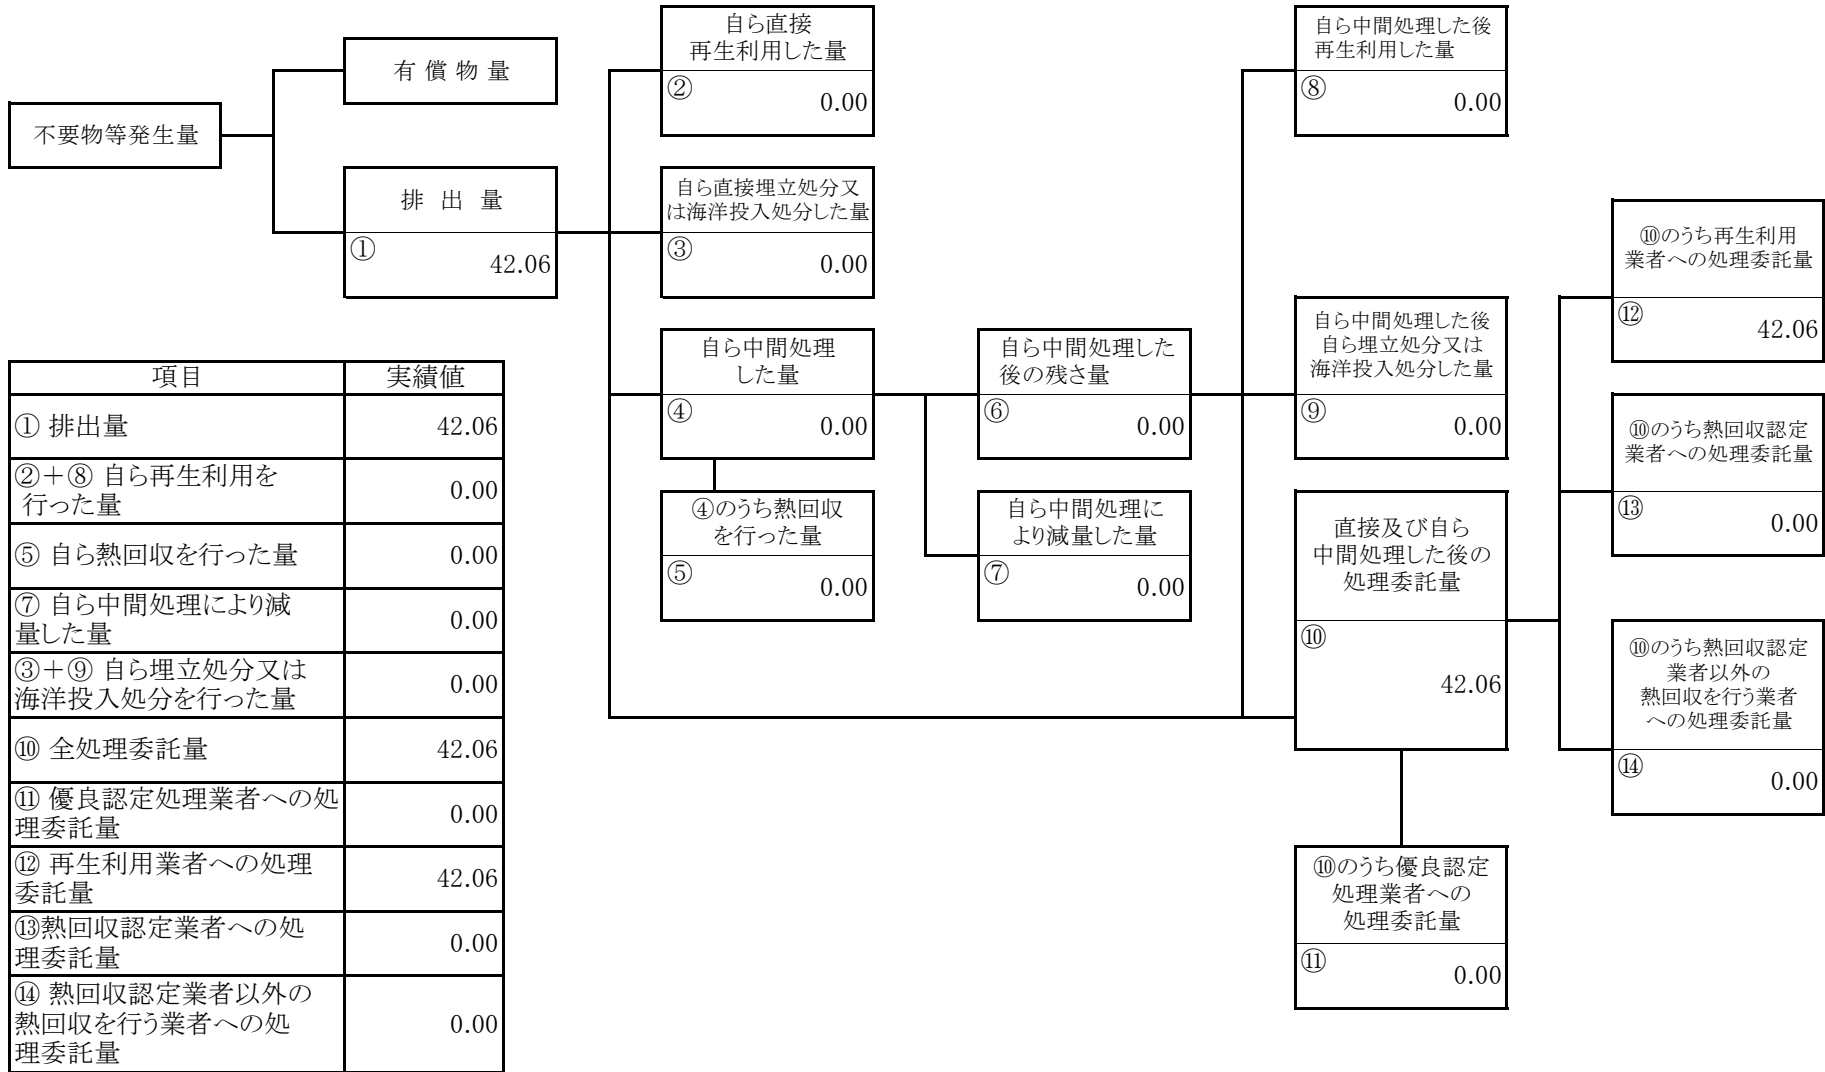 不要物等発生量
有 償 物 量
排 出 量
①
42.06
自ら直接
再生利用した量
②
0.00
自ら直接埋立処分又
は海洋投入処分した量
③
0.00
自ら中間処理
した量
④
0.00
④のうち熱回収
を行った量
⑤
0.00
自ら中間処理した
後の残さ量
⑥
0.00
自ら中間処理に
より減量した量
⑦
0.00
自ら中間処理した後
再生利用した量
⑧
0.00
自ら中間処理した後
自ら埋立処分又は
海洋投入処分した量
⑨
0.00
直接及び自ら
中間処理した後の
処理委託量
⑩
42.06
⑩のうち優良認定
処理業者への
処理委託量
⑪
0.00
⑩のうち再生利用
業者への処理委託量
⑫
42.06
⑩のうち熱回収認定
業者への処理委託量
⑬
0.00
⑩のうち熱回収認定
業者以外の
熱回収を行う業者
への処理委託量
⑭
0.00
項目 実績値
① 排出量 42.06
②+⑧ 自ら再生利用を
行った量 0.00
⑤ 自ら熱回収を行った量 0.00
⑦ 自ら中間処理により減
量した量 0.00
③+⑨ 自ら埋立処分又は
海洋投入処分を行った量 0.00
⑩ 全処理委託量 42.06
⑪ 優良認定処理業者への処
理委託量 0.00
⑫ 再生利用業者への処理
委託量 42.06
⑬熱回収認定業者への処
理委託量 0.00
⑭ 熱回収認定業者以外の
熱回収を行う業者への処
理委託量 0.00